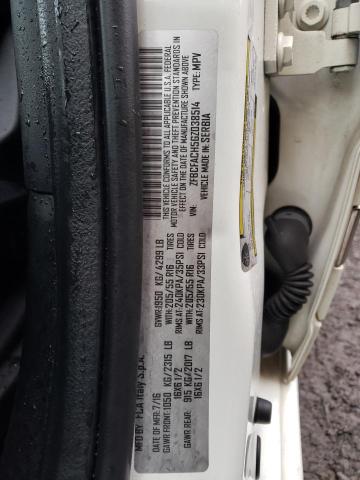 MFD BY: FCA Italy S.p.A.
DATE OF MFR: 7/16 GVWR:1950 KG/ 4299 LB
GAWR FRONT:1050 KG/2315 LB WITH:205/55 R16 TIRES
16X6 1/2 RIMS AT:240KPA/35PSI COLD
GAWR REAR: 915 KG/2017 LB WITH:205/55 R16 TIRES
16X6 1/2 RIMS AT:230KPA/33PSI COLD
THIS VEHICLE CONFORMS TO ALL APPLICABLE U.S.A. FEDERAL
MOTOR VEHICLE SAFETY AND THEFT PREVENTION STANDARDS IN
EFFECT ON THE DATE OF MANUFACTURE SHOWN ABOVE
VIN: ZFBCFACH5GZ038514 TYPE: MPV
VEHICLE MADE IN: SERBIA